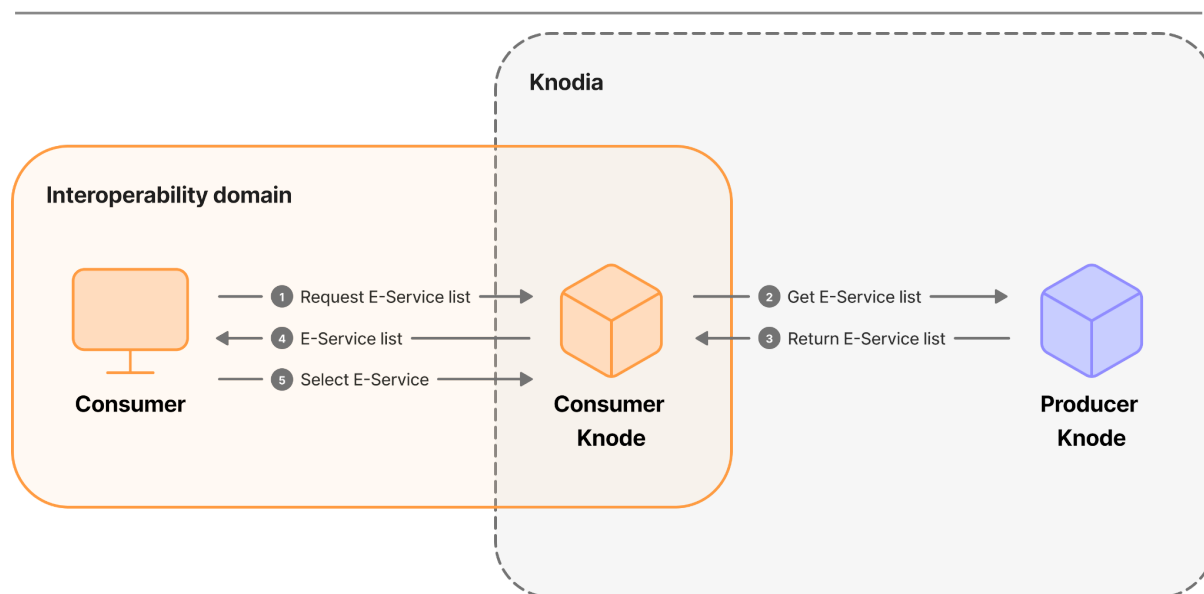 Knodia
Interoperability domain
1 Request E-Service list
2 Get E-Service list
4 E-Service list
3 Return E-Service list
5 Select E-Service
Consumer
Consumer
Knode
Producer
Knode